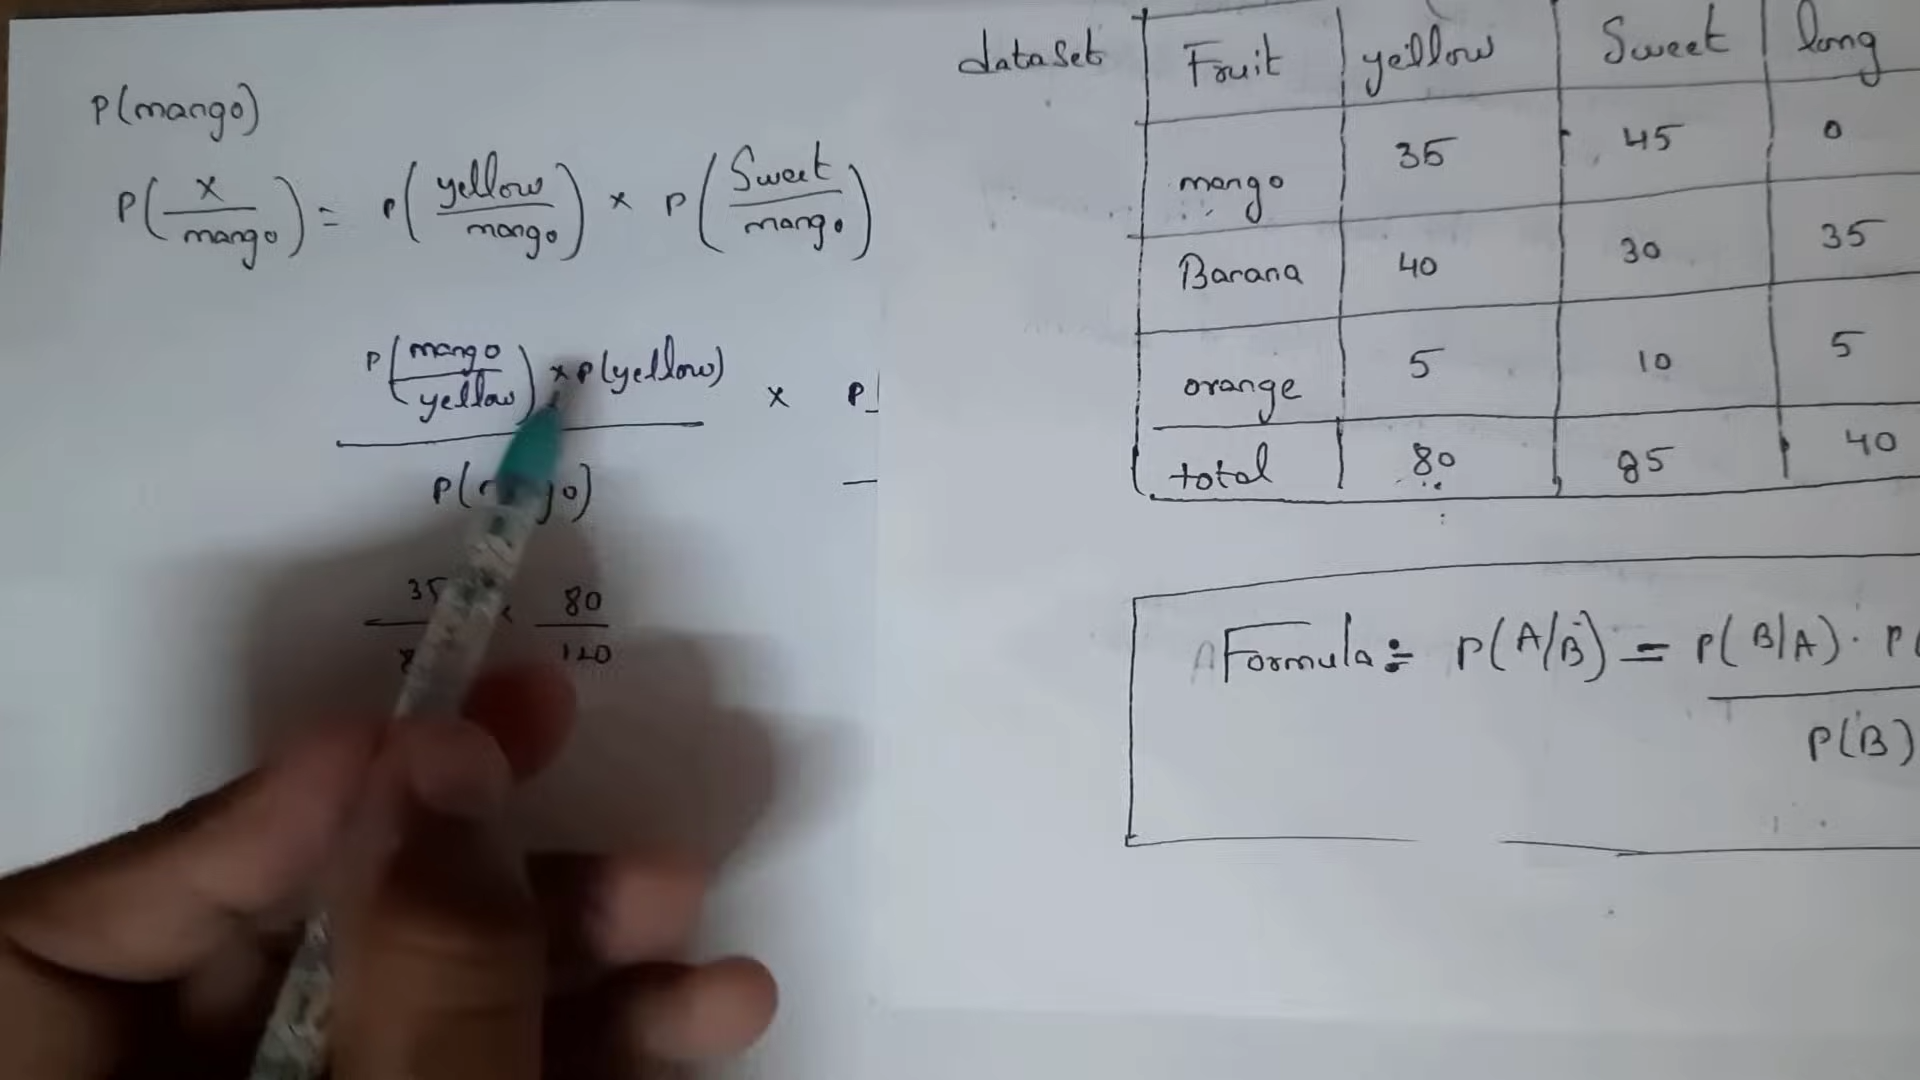 P(mango)
P(x/mango) = P(yellow/mango) × P(Sweet/mango)
P(mango/yellow) × P(yellow) × P
P(
35 × 80
120
dataset
Fruit yellow Sweet long
mango 35 45 0
Banana 40 30 35
orange 5 10 5
total 80 85 40
Formula: P(A/B) = P(B/A) · P(
P(B)